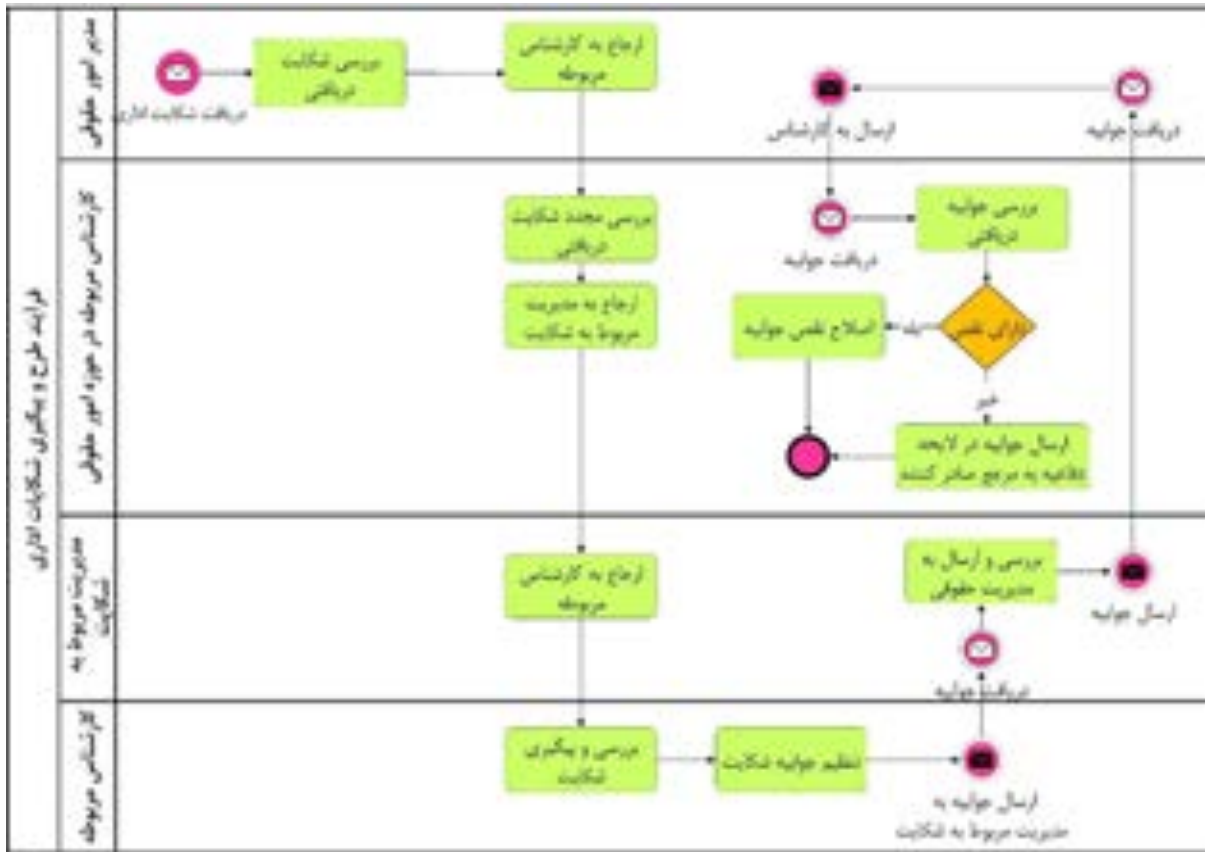 فرایند طرح و پیگیری شکایات اداری
مدیر امور حقوقی
دریافت شکایت اداری
بررسی شکایت
دریافتی
ارجاع به کارشناس
مربوطه
ارسال به کارشناس
دریافت جوابیه
کارشناس مربوطه در حوزه امور حقوقی
بررسی مجدد شکایت
دریافتی
ارجاع به مدیریت
مربوط به شکایت
دریافت جوابیه
بررسی جوابیه
دریافتی
دارای نقص
بله
اصلاح نقص جوابیه
خیر
ارسال جوابیه در لایحه
دفاعیه به مرجع صادر کننده
مدیریت مربوط به
شکایت
ارجاع به کارشناس
مربوطه
بررسی و ارسال به
مدیریت حقوقی
ارسال جوابیه
دریافت جوابیه
کارشناس مربوطه
بررسی و پیگیری
شکایت
تنظیم جوابیه شکایت
ارسال جوابیه به
مدیریت مربوط به شکایت